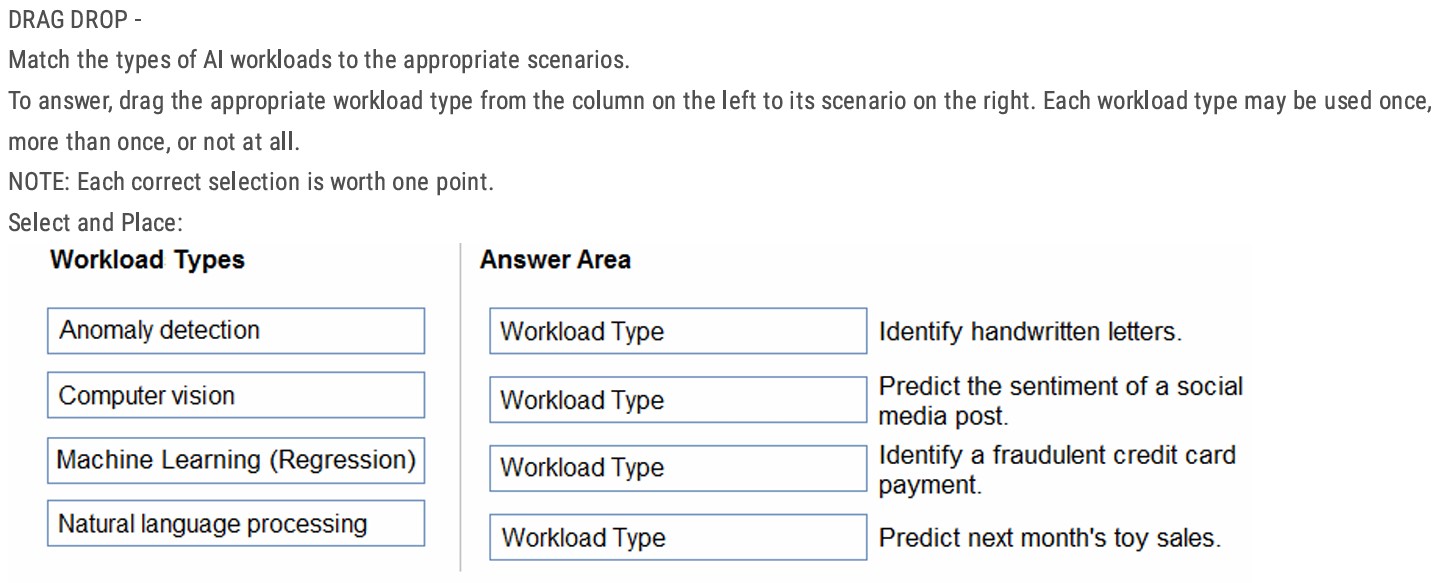 DRAG DROP -
Match the types of AI workloads to the appropriate scenarios.
To answer, drag the appropriate workload type from the column on the left to its scenario on the right. Each workload type may be used once,
more than once, or not at all.
NOTE: Each correct selection is worth one point.
Select and Place:
Workload Types
Anomaly detection
Computer vision
Machine Learning (Regression)
Natural language processing
Answer Area
Workload Type
Identify handwritten letters.
Workload Type
Predict the sentiment of a social
media post.
Workload Type
Identify a fraudulent credit card
payment.
Workload Type
Predict next month's toy sales.